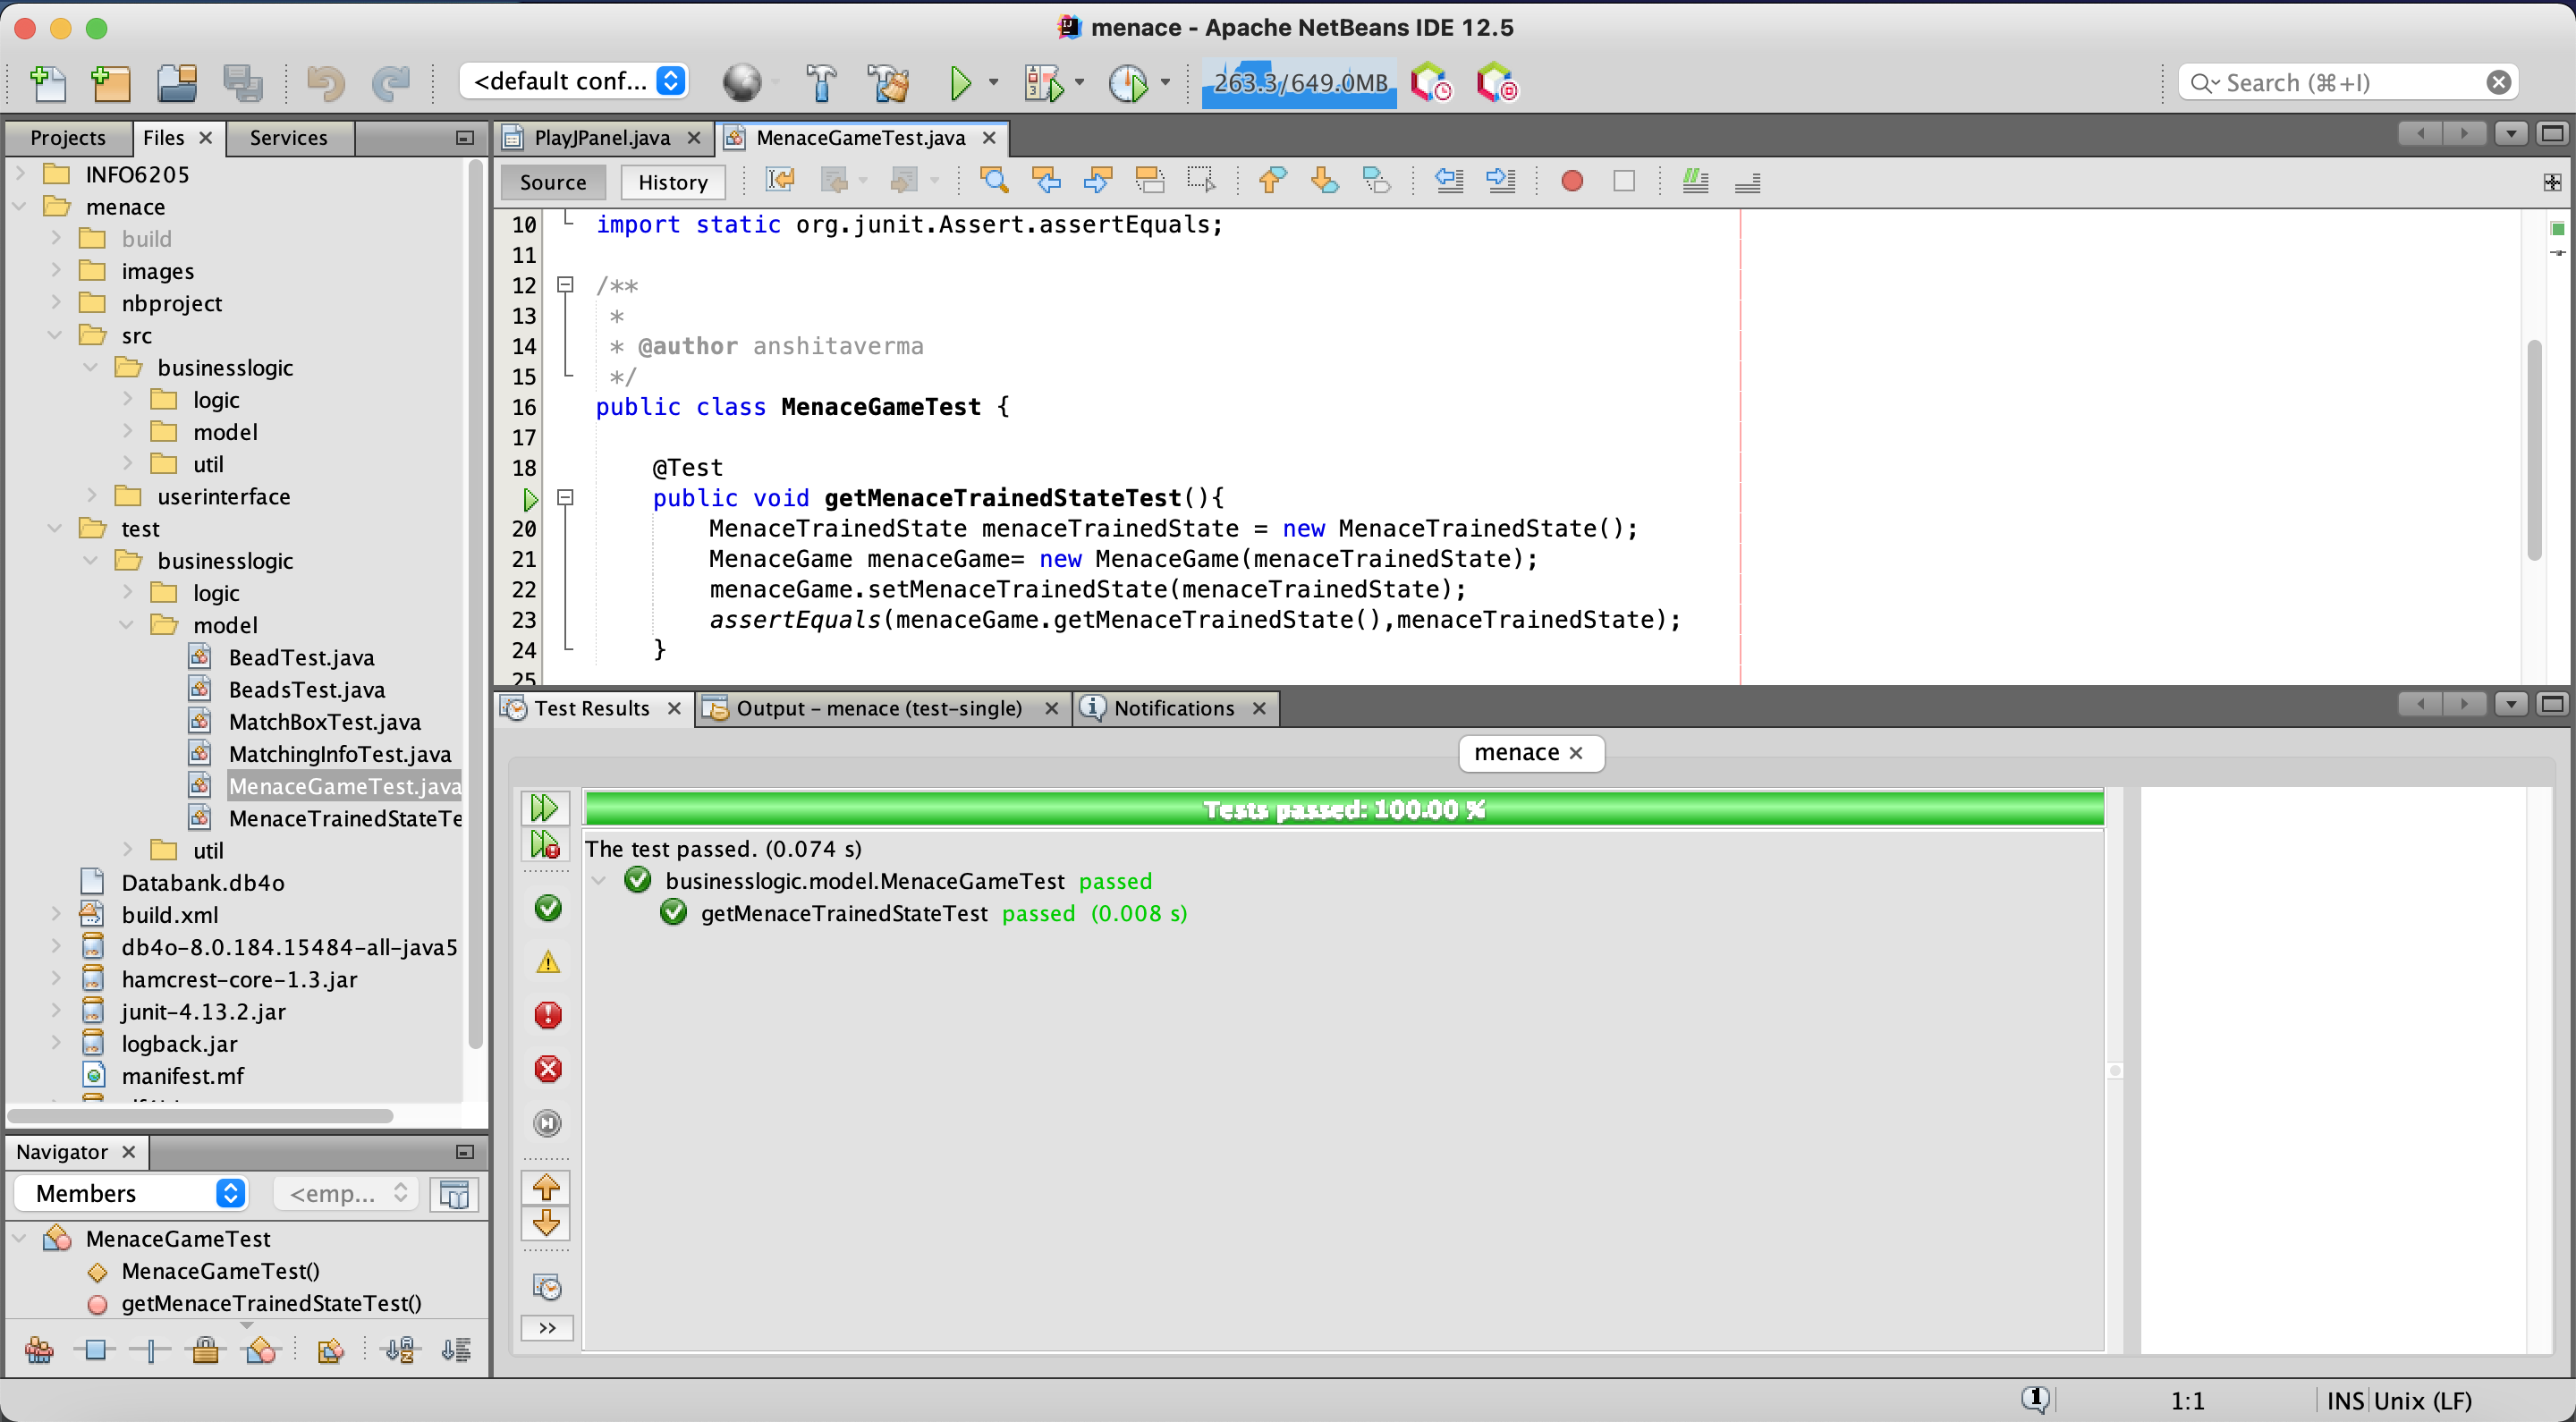 menace - Apache NetBeans IDE 12.5
<default conf...
263.3/649.0MB
Search (⌘+I)
Projects
Files
Services
INFO6205
menace
build
images
nbproject
src
businesslogic
logic
model
util
userinterface
test
businesslogic
logic
model
BeadTest.java
BeadsTest.java
MatchBoxTest.java
MatchingInfoTest.java
MenaceGameTest.java
MenaceTrainedStateTe
util
Databank.db4o
build.xml
db4o-8.0.184.15484-all-java5
hamcrest-core-1.3.jar
junit-4.13.2.jar
logback.jar
manifest.mf
Navigator
Members
<emp...
MenaceGameTest
MenaceGameTest()
getMenaceTrainedStateTest()
PlayJPanel.java
MenaceGameTest.java
Source
History
10 import static org.junit.Assert.assertEquals;
11
12 /**
13 *
14 * @author anshitaverma
15 */
16 public class MenaceGameTest {
17
18 @Test
public void getMenaceTrainedStateTest(){
20 MenaceTrainedState menaceTrainedState = new MenaceTrainedState();
21 MenaceGame menaceGame= new MenaceGame(menaceTrainedState);
22 menaceGame.setMenaceTrainedState(menaceTrainedState);
23 assertEquals(menaceGame.getMenaceTrainedState(),menaceTrainedState);
24 }
25
Test Results
Output - menace (test-single)
Notifications
menace
Tests passed: 100.00 %
The test passed. (0.074 s)
businesslogic.model.MenaceGameTest passed
getMenaceTrainedStateTest passed (0.008 s)
>>
1
1:1
INS
Unix (LF)